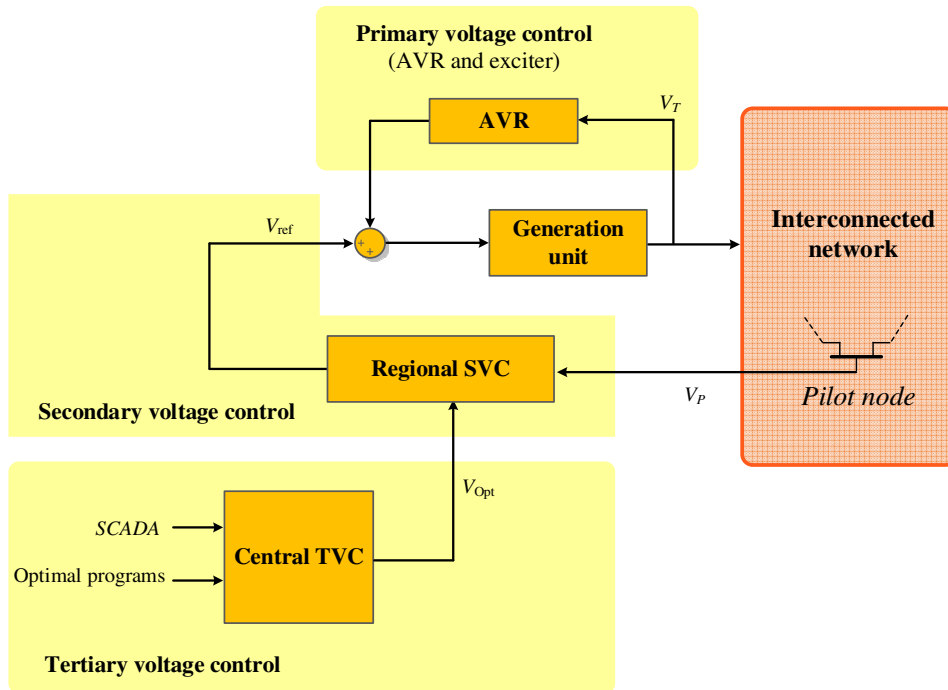 Primary voltage control
(AVR and exciter)
V_T
AVR
V_ref
+
+
Generation
unit
Interconnected
network
Regional SVC
V_P
Pilot node
Secondary voltage control
V_Opt
SCADA
Central TVC
Optimal programs
Tertiary voltage control